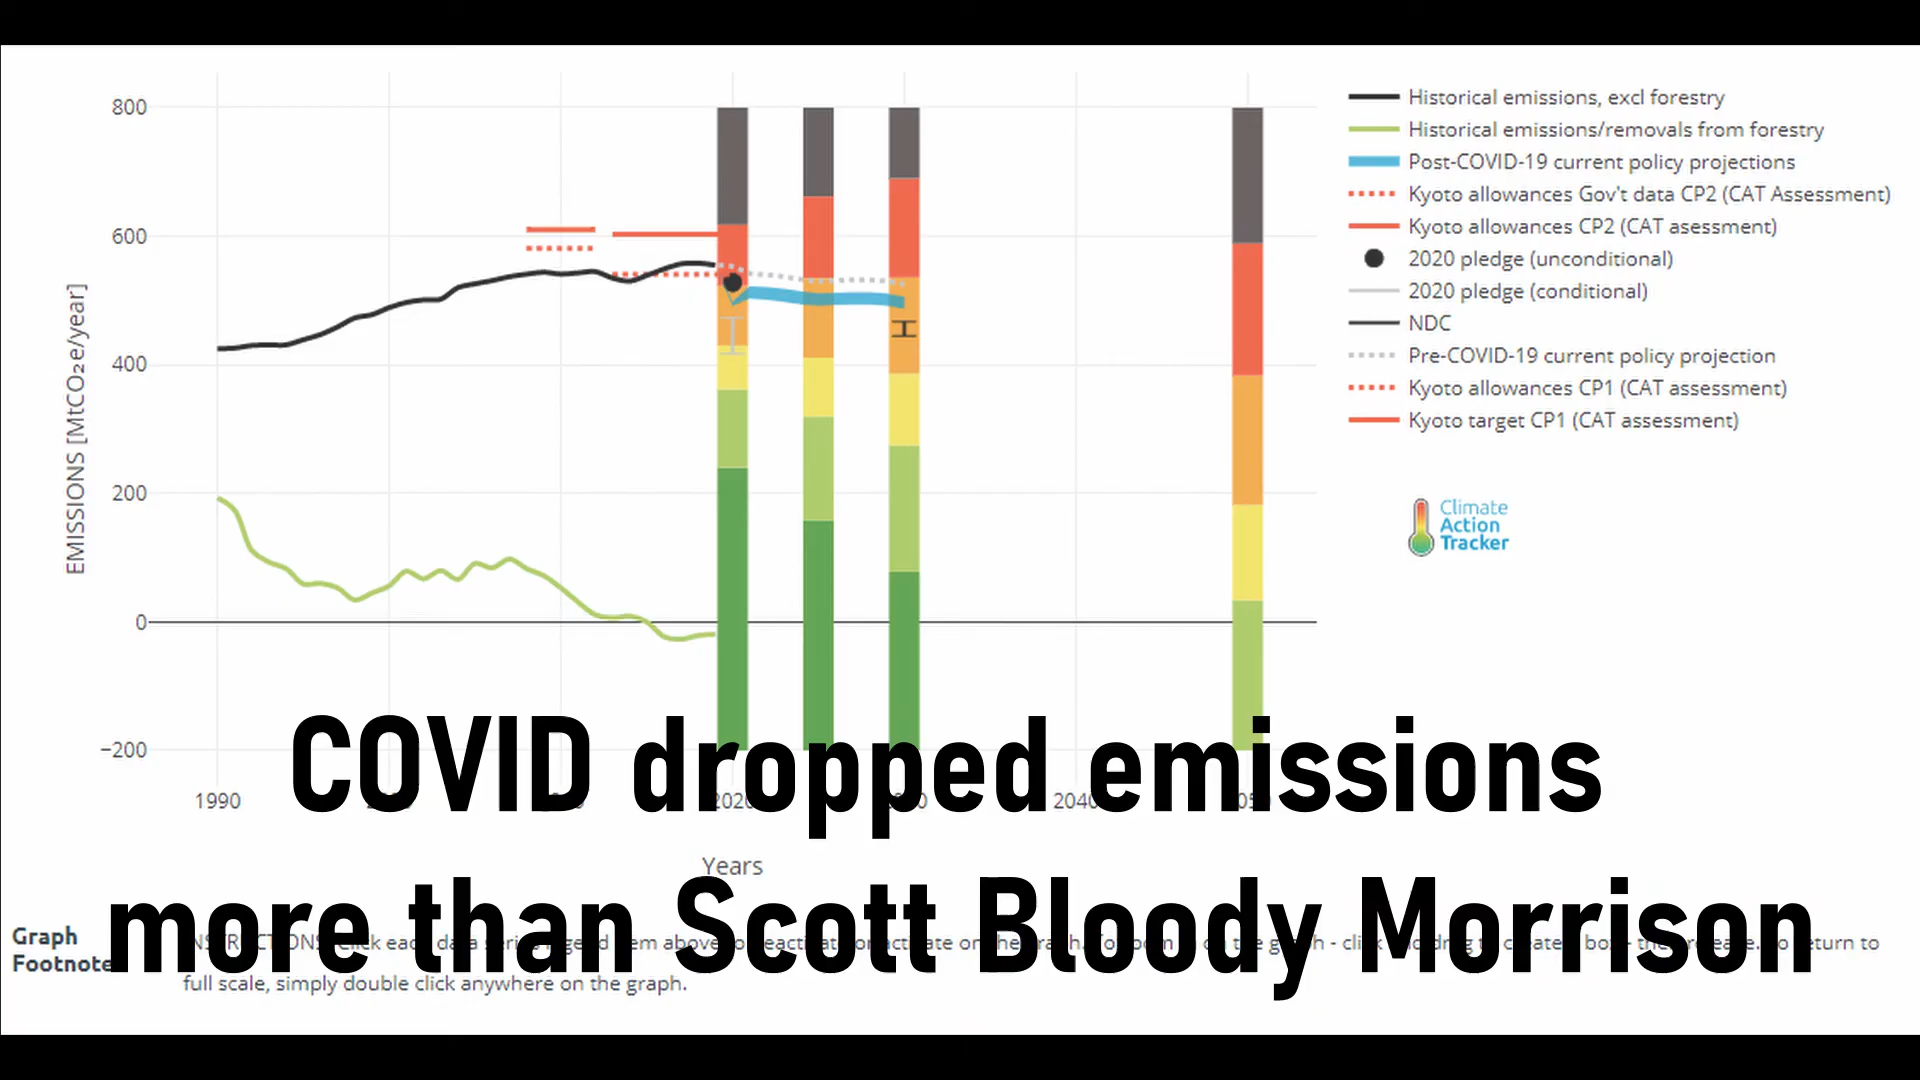 800
600
400
200
0
−200
EMISSIONS [MtCO₂e/year]
Historical emissions, excl forestry
Historical emissions/removals from forestry
Post-COVID-19 current policy projections
Kyoto allowances Gov't data CP2 (CAT Assessment)
Kyoto allowances CP2 (CAT asessment)
2020 pledge (unconditional)
2020 pledge (conditional)
NDC
Pre-COVID-19 current policy projection
Kyoto allowances CP1 (CAT assessment)
Kyoto target CP1 (CAT assessment)
Climate
Action
Tracker
1990 2020 2040
Years
COVID dropped emissions
more than Scott Bloody Morrison
Graph
Footnote
return to
full scale, simply double click anywhere on the graph.